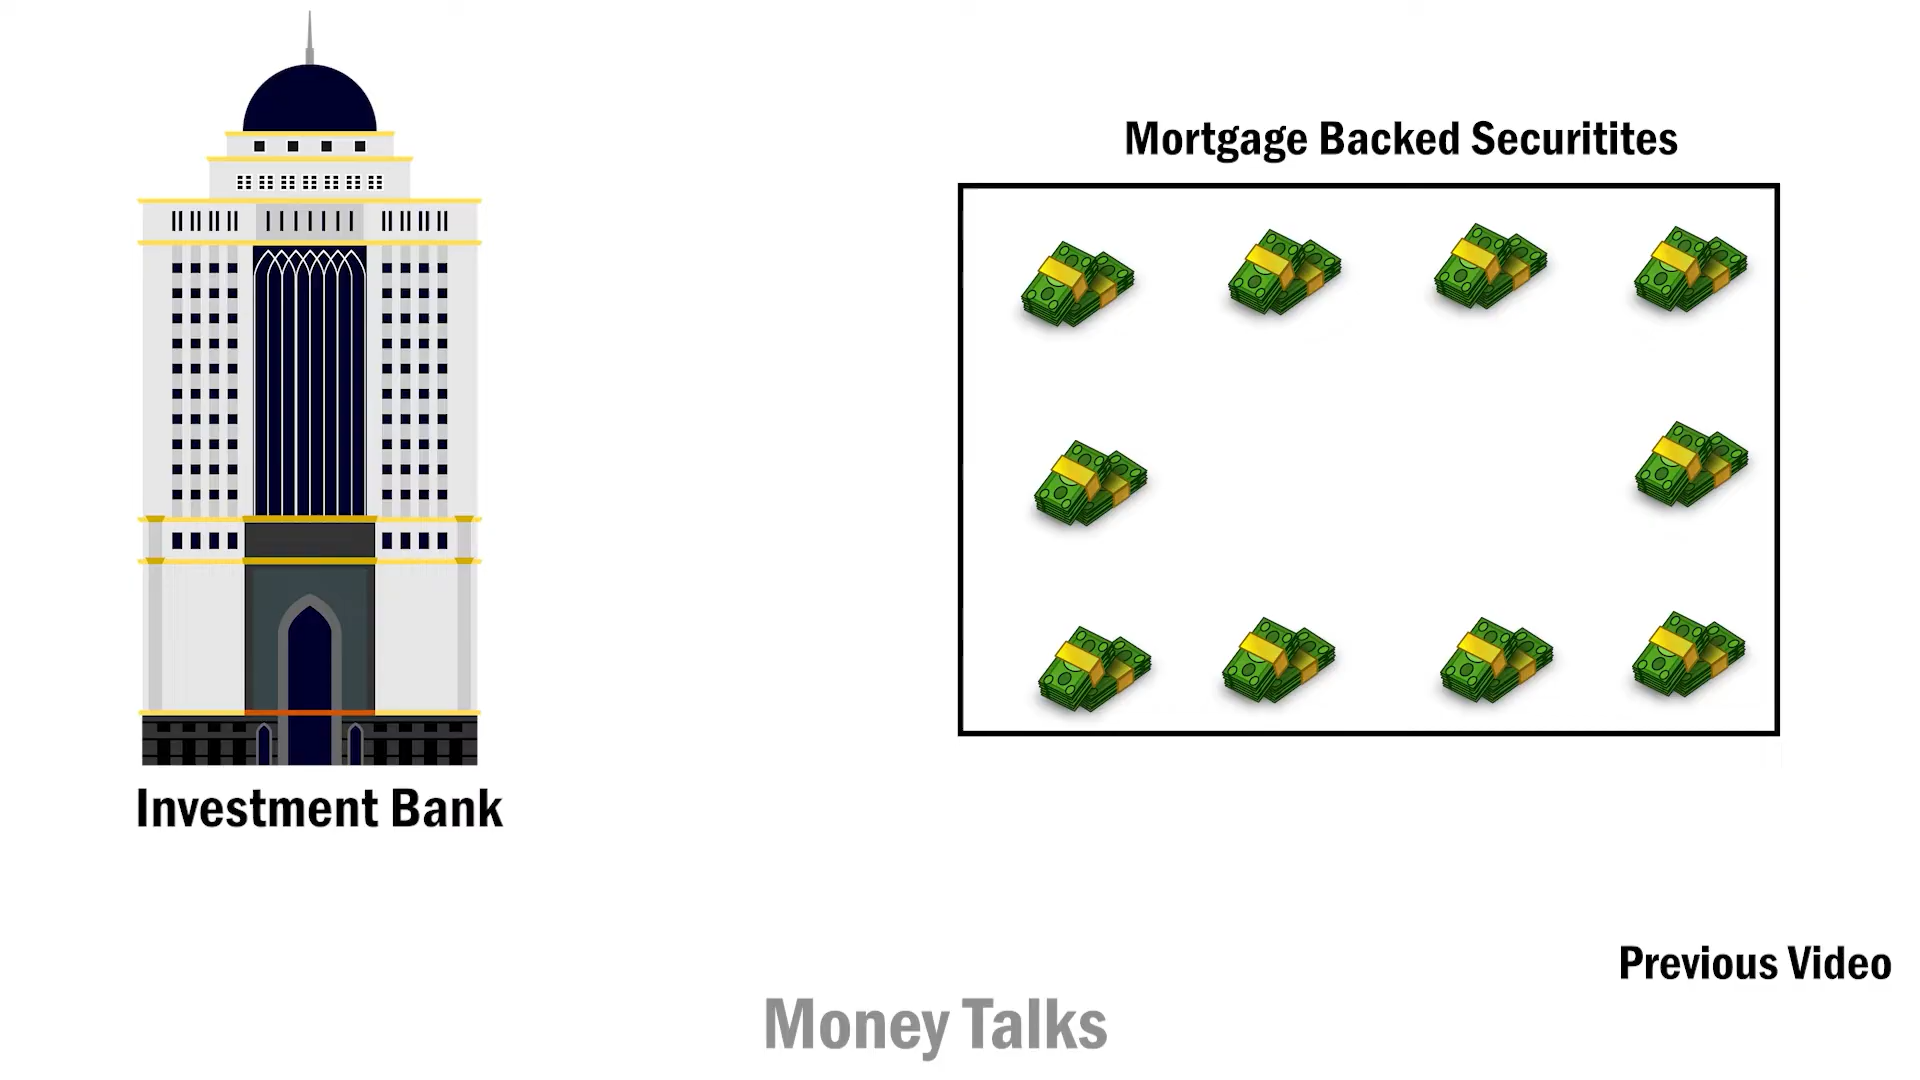 Mortgage Backed Securitites
Investment Bank
Previous Video
Money Talks